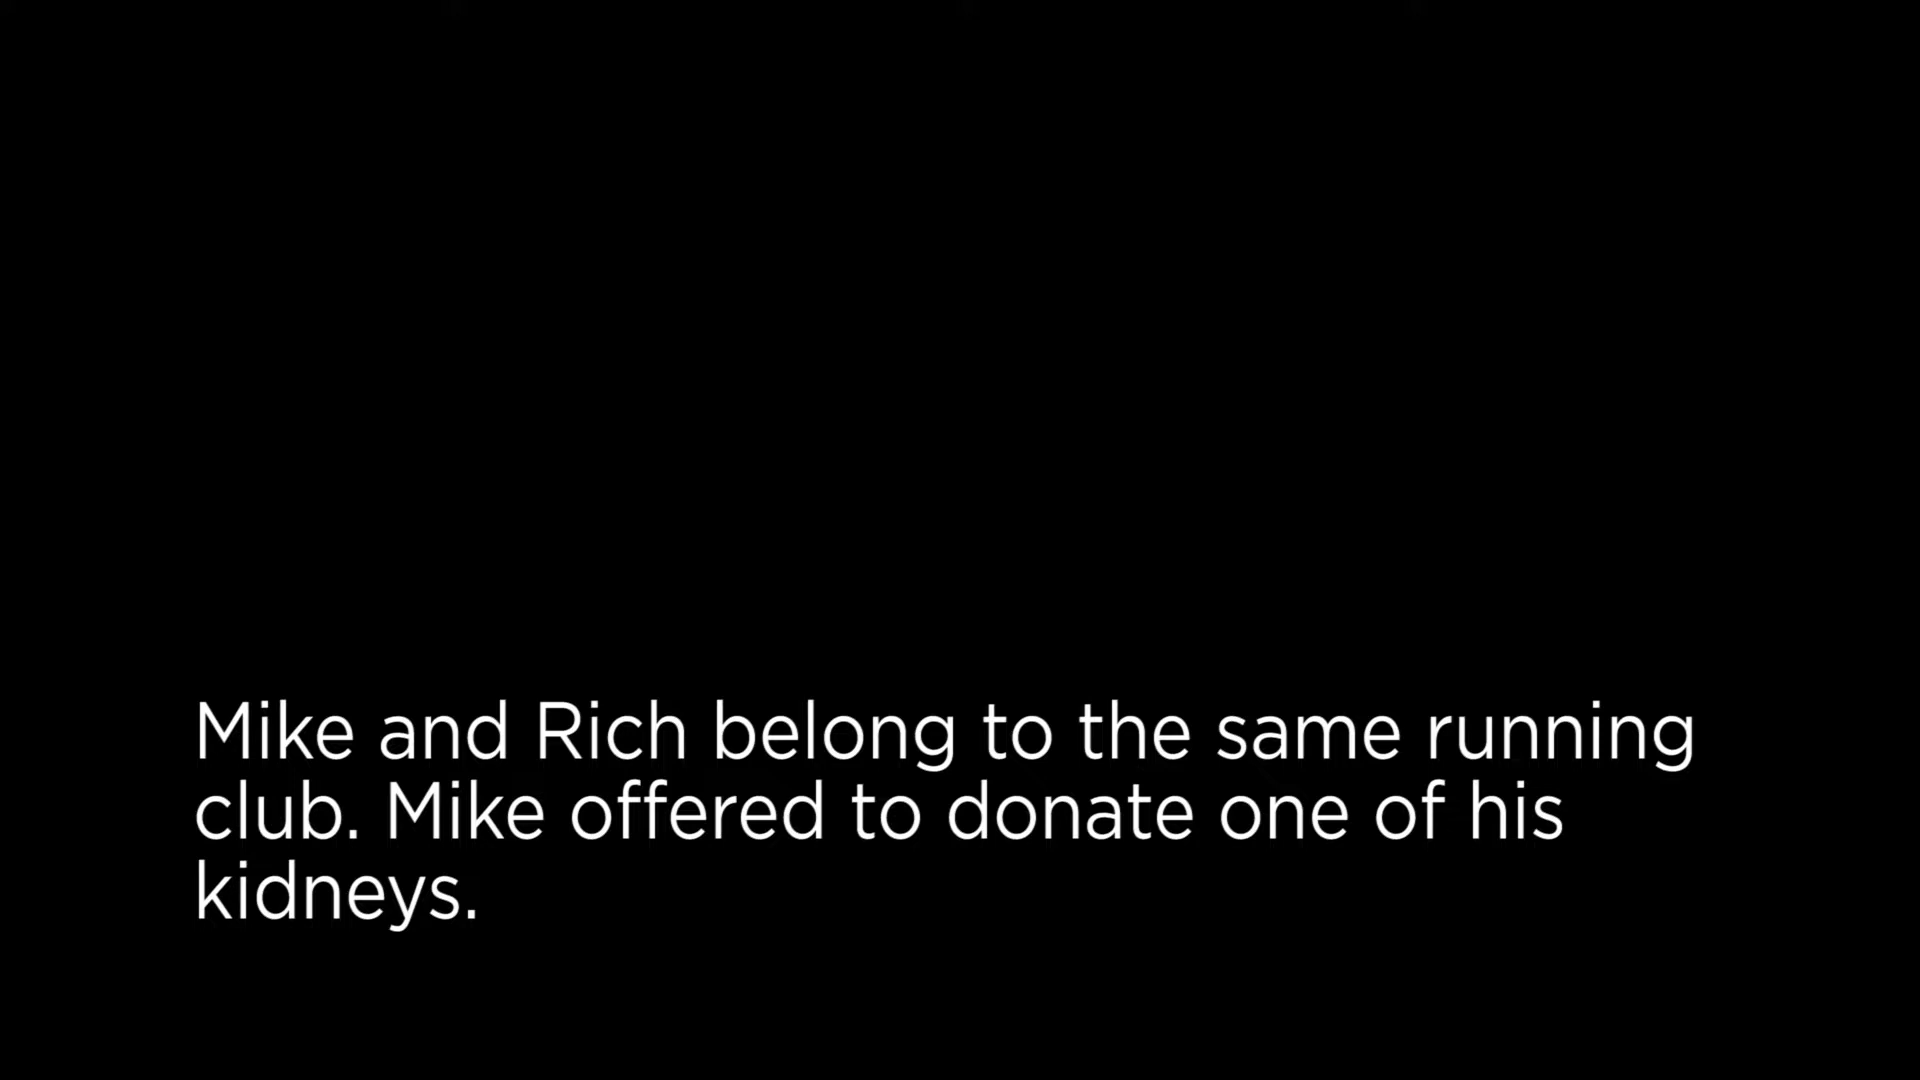 Mike and Rich belong to the same running
club. Mike offered to donate one of his
kidneys.